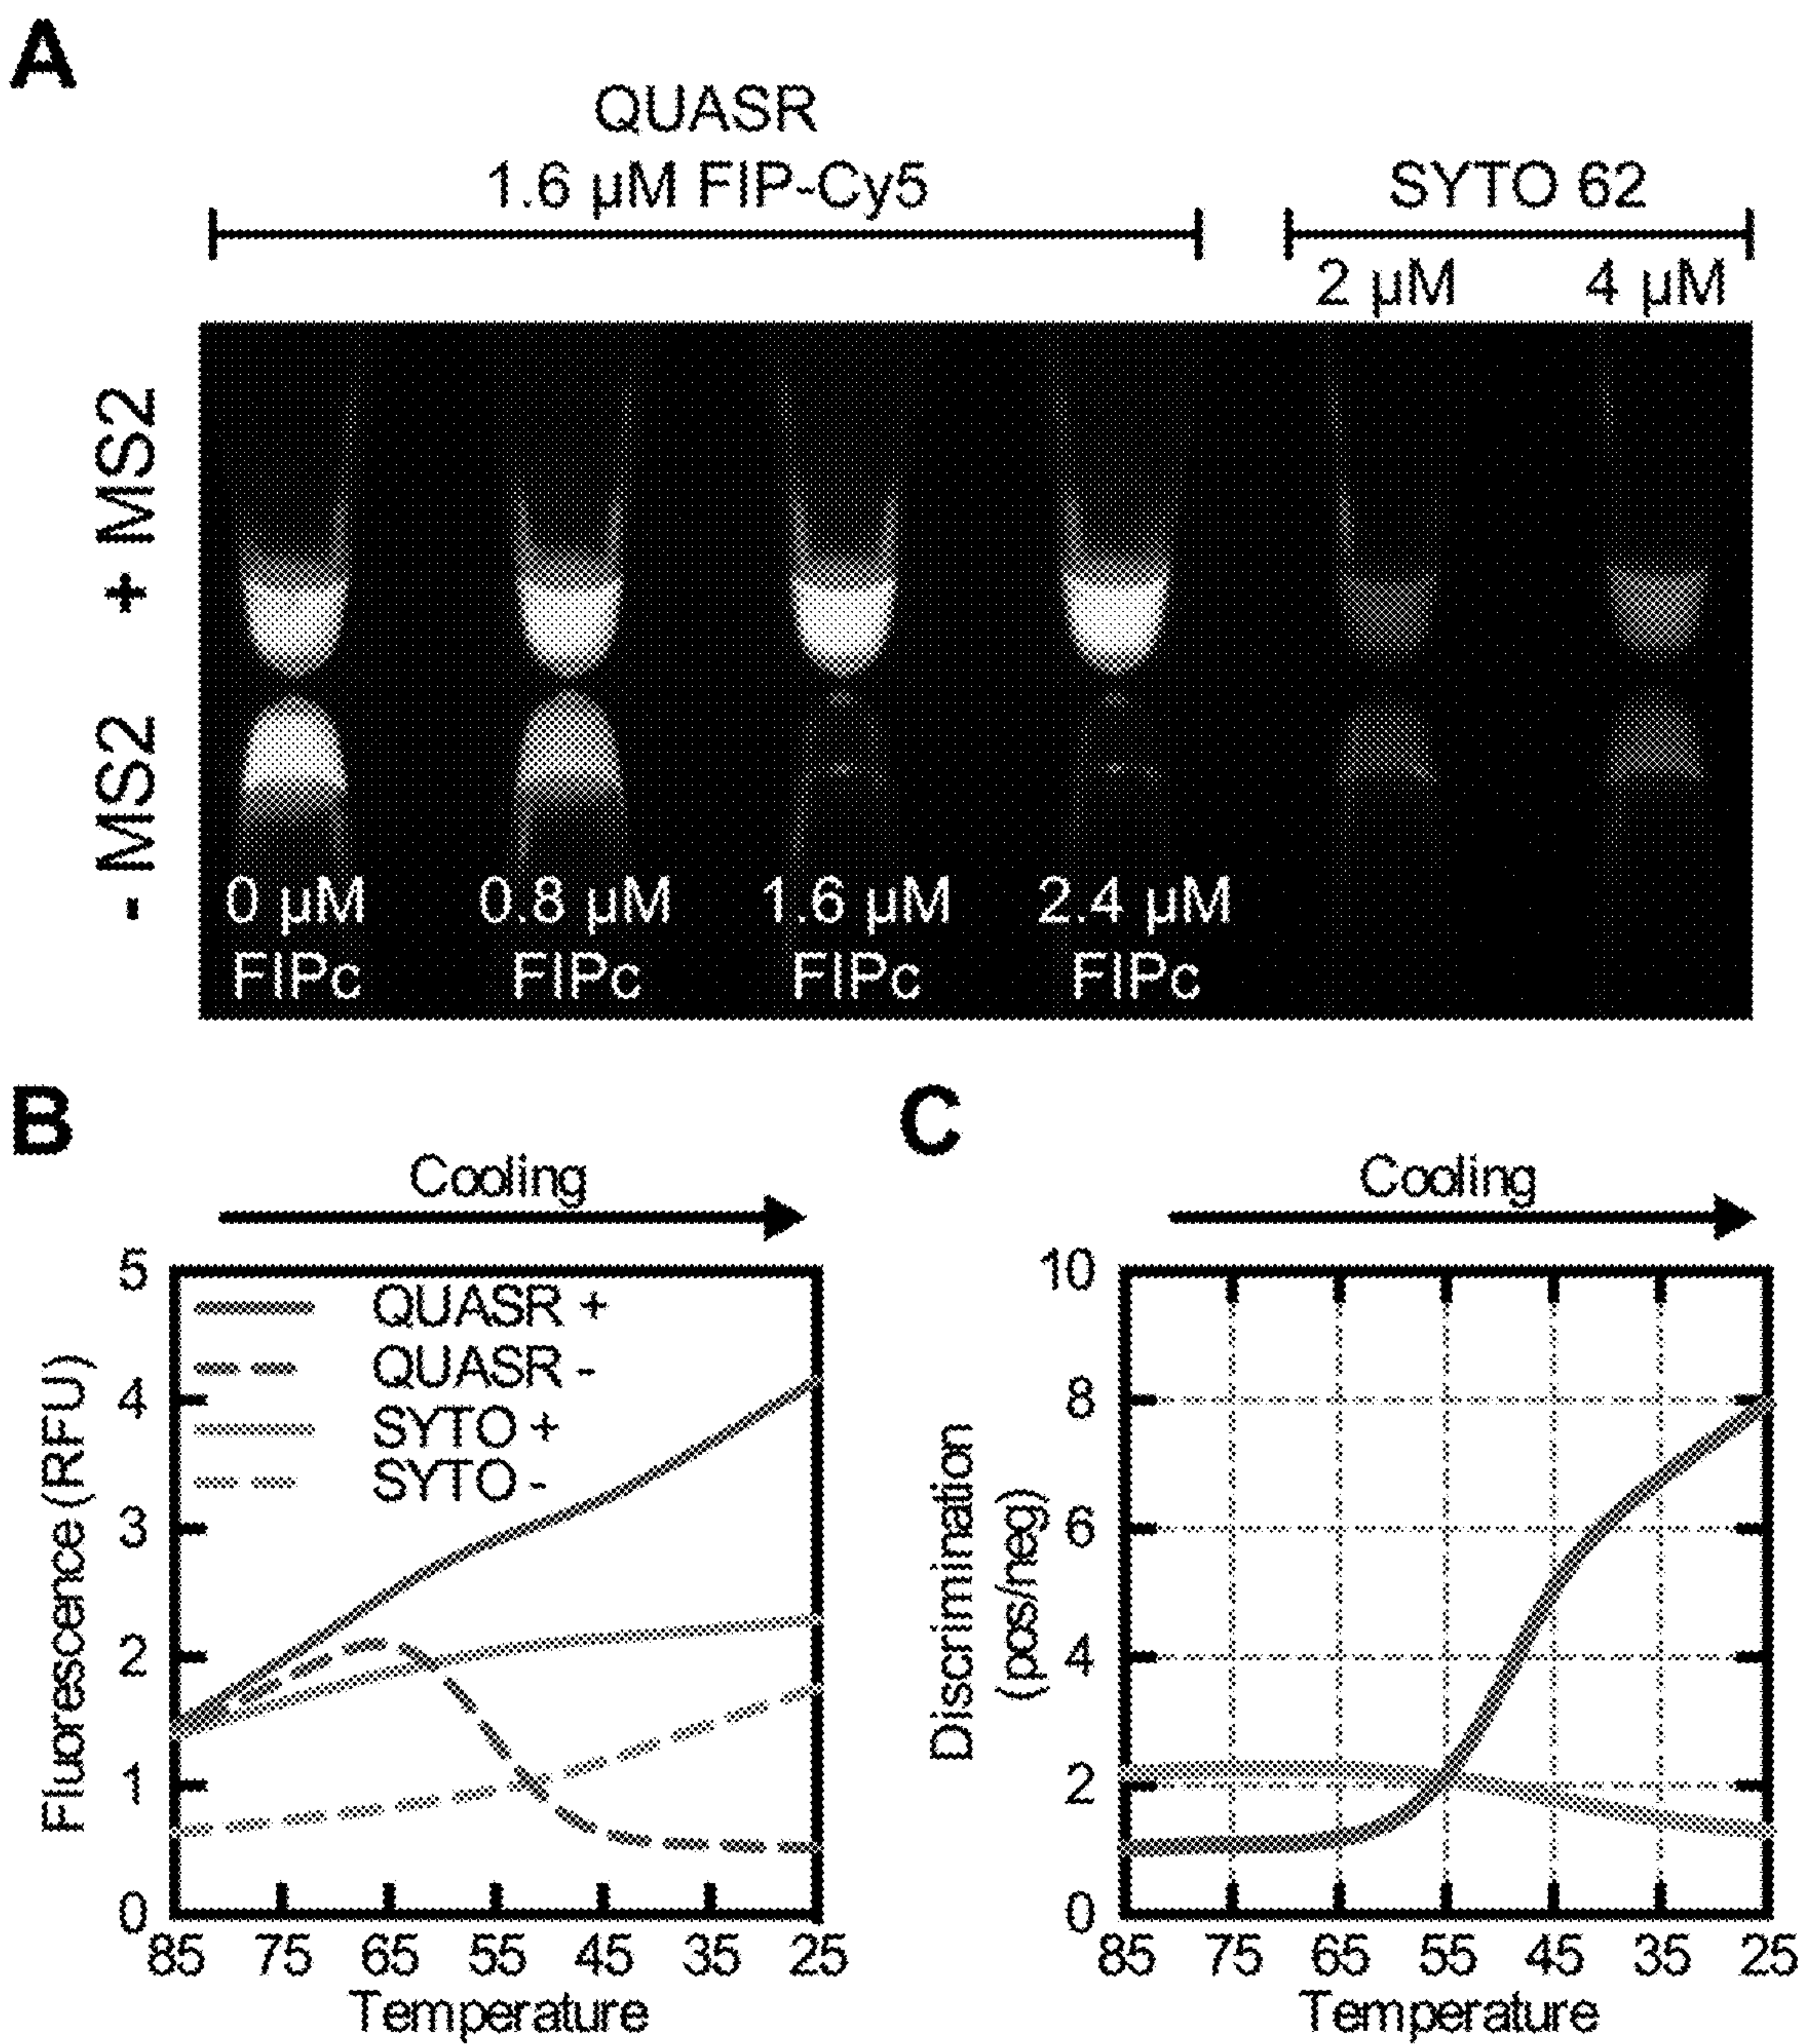 A
QUASR
1.6 µM FIP-Cy5
SYTO 62
2 µM
4 µM
+ MS2
- MS2
0 µM
FIPc
0.8 µM
FIPc
1.6 µM
FIPc
2.4 µM
FIPc
B
Cooling
5
4
3
2
1
0
Fluorescence (RFU)
QUASR +
QUASR -
SYTO +
SYTO -
85 75 65 55 45 35 25
Temperature
C
Cooling
10
8
6
4
2
0
Discrimination
(pos/neg)
85 75 65 55 45 35 25
Temperature